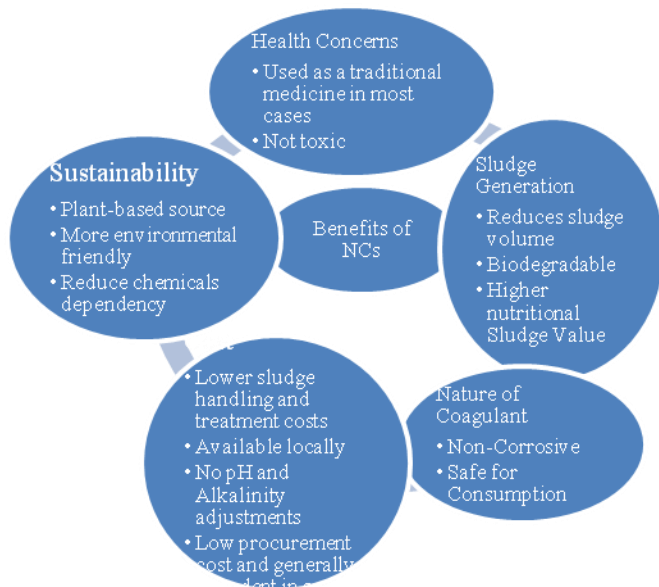 Health Concerns
• Used as a traditional
medicine in most
cases
• Not toxic
Sustainability
• Plant-based source
• More environmental
friendly
• Reduce chemicals
dependency
Benefits of
NCs
Sludge
Generation
• Reduces sludge
volume
• Biodegradable
• Higher
nutritional
Sludge Value
• Lower sludge
handling and
treatment costs
• Available locally
• No pH and
Alkalinity
adjustments
• Low procurement
cost and generally
Nature of
Coagulant
• Non-Corrosive
• Safe for
Consumption